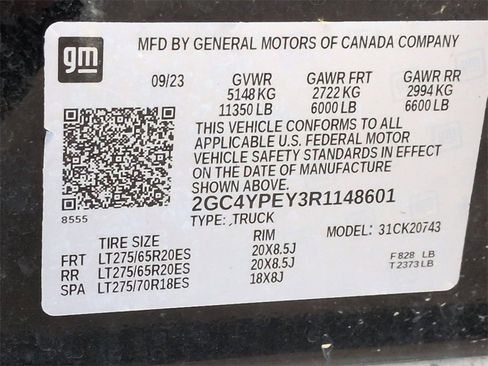 gm
MFD BY GENERAL MOTORS OF CANADA COMPANY
09/23 GVWR GAWR FRT GAWR RR
5148 KG 2722 KG 2994 KG
11350 LB 6000 LB 6600 LB
THIS VEHICLE CONFORMS TO ALL
APPLICABLE U.S. FEDERAL MOTOR
VEHICLE SAFETY STANDARDS IN EFFECT
ON THE DATE OF MANUFACTURE
SHOWN ABOVE.
8555
2GC4YPEY3R1148601
TYPE: TRUCK MODEL: 31CK20743
TIRE SIZE RIM
FRT LT275/65R20ES 20X8.5J F 828 LB
RR LT275/65R20ES 20X8.5J T 2373 LB
SPA LT275/70R18ES 18X8J